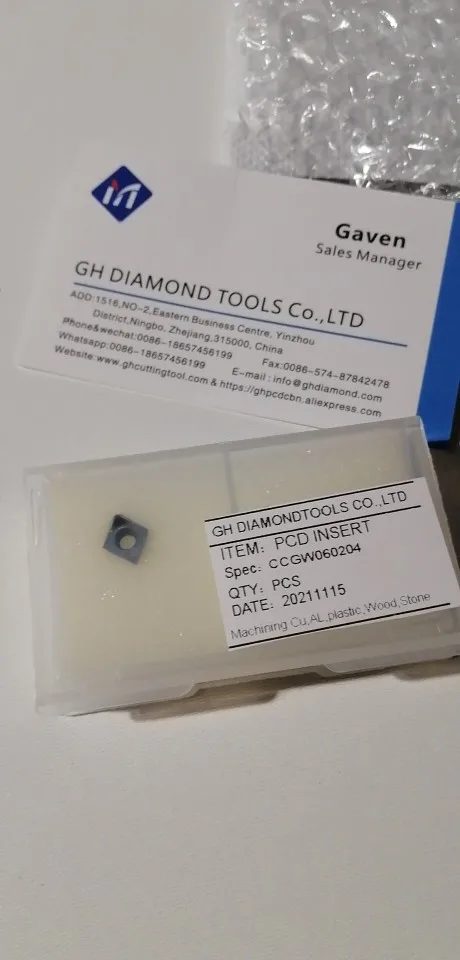 Gaven
Sales Manager
GH DIAMOND TOOLS Co.,LTD
ADD:1516,NO-2,Eastern Business Centre, Yinzhou
District,Ningbo, Zhejiang,315000, China
Phone&wechat:0086-18657456199 Fax:0086-574-87842478
Whatsapp:0086-18657456199 E-mail:info@ghdiamond.com
Website:www.ghcuttingtool.com & https://ghpcdcbn.aliexpress.com
GH DIAMONDTOOLS CO.,LTD
ITEM: PCD INSERT
Spec: CCGW060204
QTY: PCS
DATE: 20211115
Machining Cu,AL,plastic,Wood,Stone